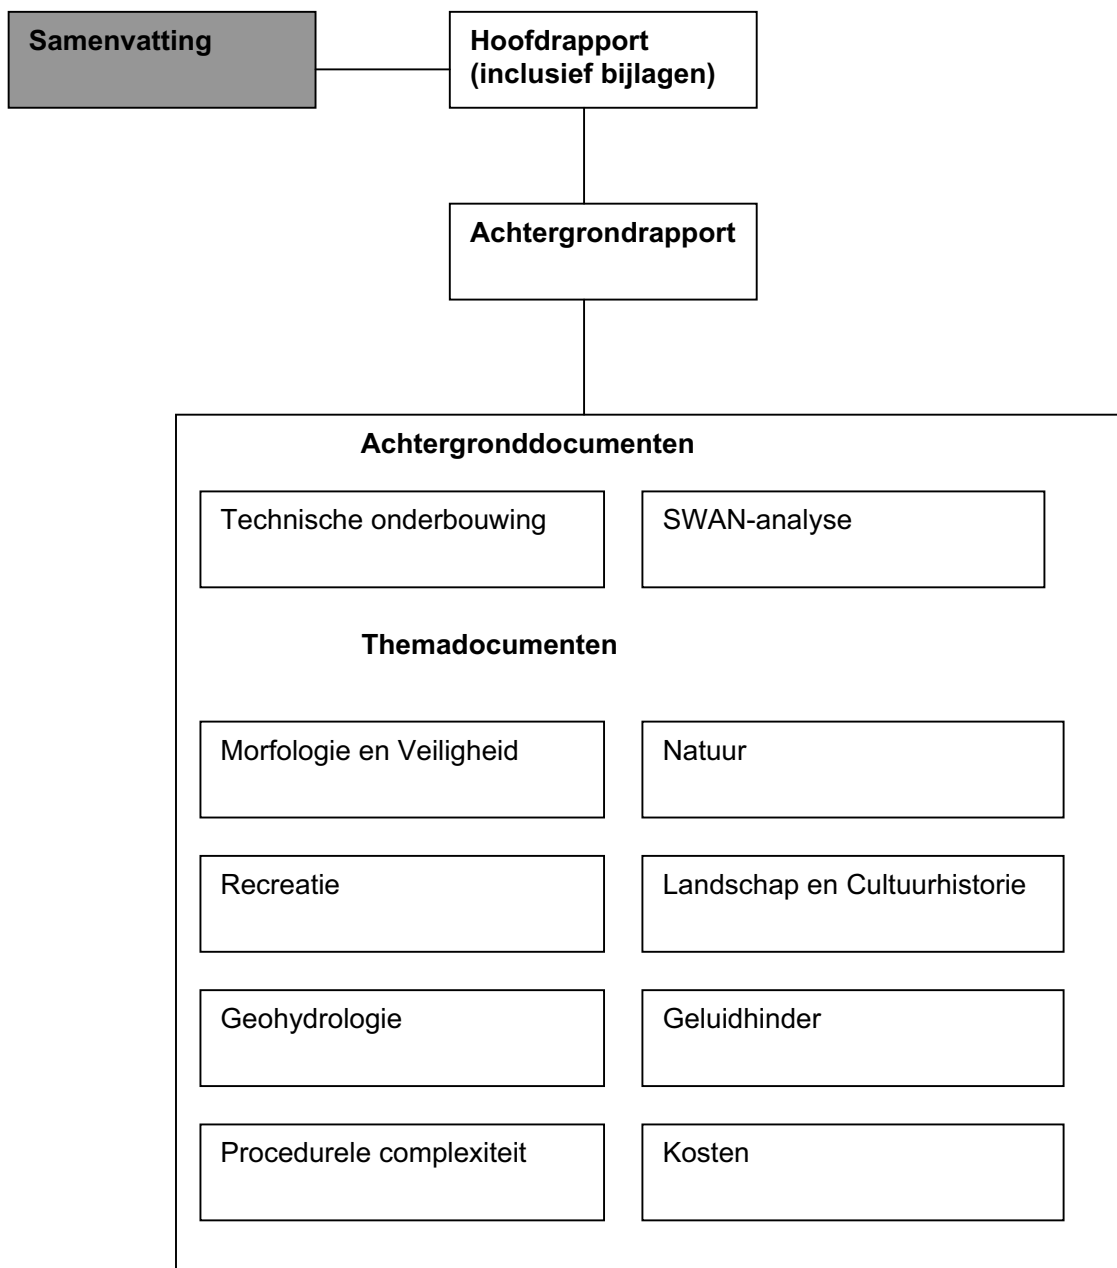 Samenvatting
Hoofdrapport
(inclusief bijlagen)
Achtergrondrapport
Achtergronddocumenten
Technische onderbouwing
SWAN-analyse
Themadocumenten
Morfologie en Veiligheid
Natuur
Recreatie
Landschap en Cultuurhistorie
Geohydrologie
Geluidhinder
Procedurele complexiteit
Kosten